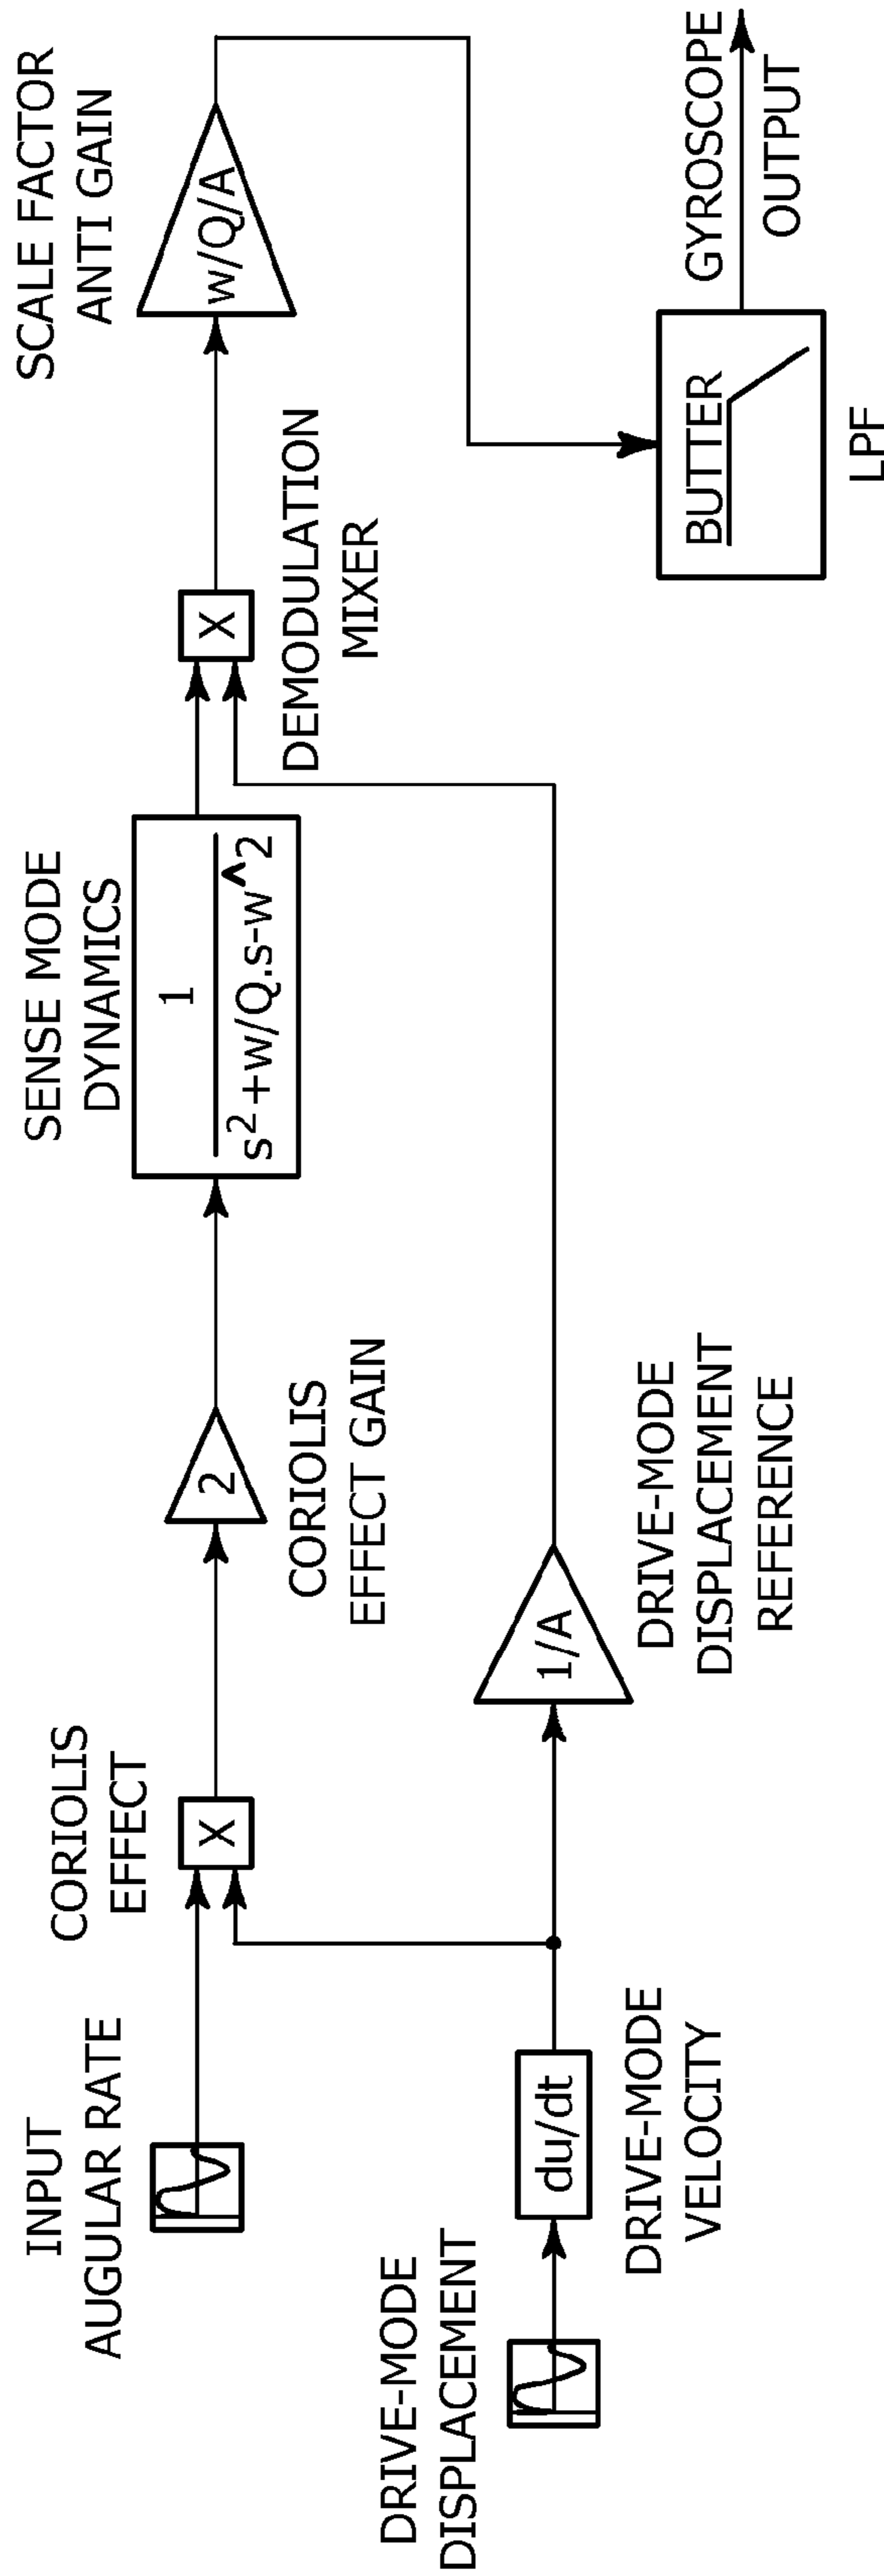 INPUT
AUGULAR RATE
CORIOLIS
EFFECT
X
2
CORIOLIS
EFFECT GAIN
SENSE MODE
DYNAMICS
1
s²+w/Q.s-w^2
X
DEMODULATION
MIXER
SCALE FACTOR
ANTI GAIN
w/Q/A
DRIVE-MODE
DISPLACEMENT
du/dt
DRIVE-MODE
VELOCITY
1/A
DRIVE-MODE
DISPLACEMENT
REFERENCE
BUTTER
LPF
GYROSCOPE
OUTPUT